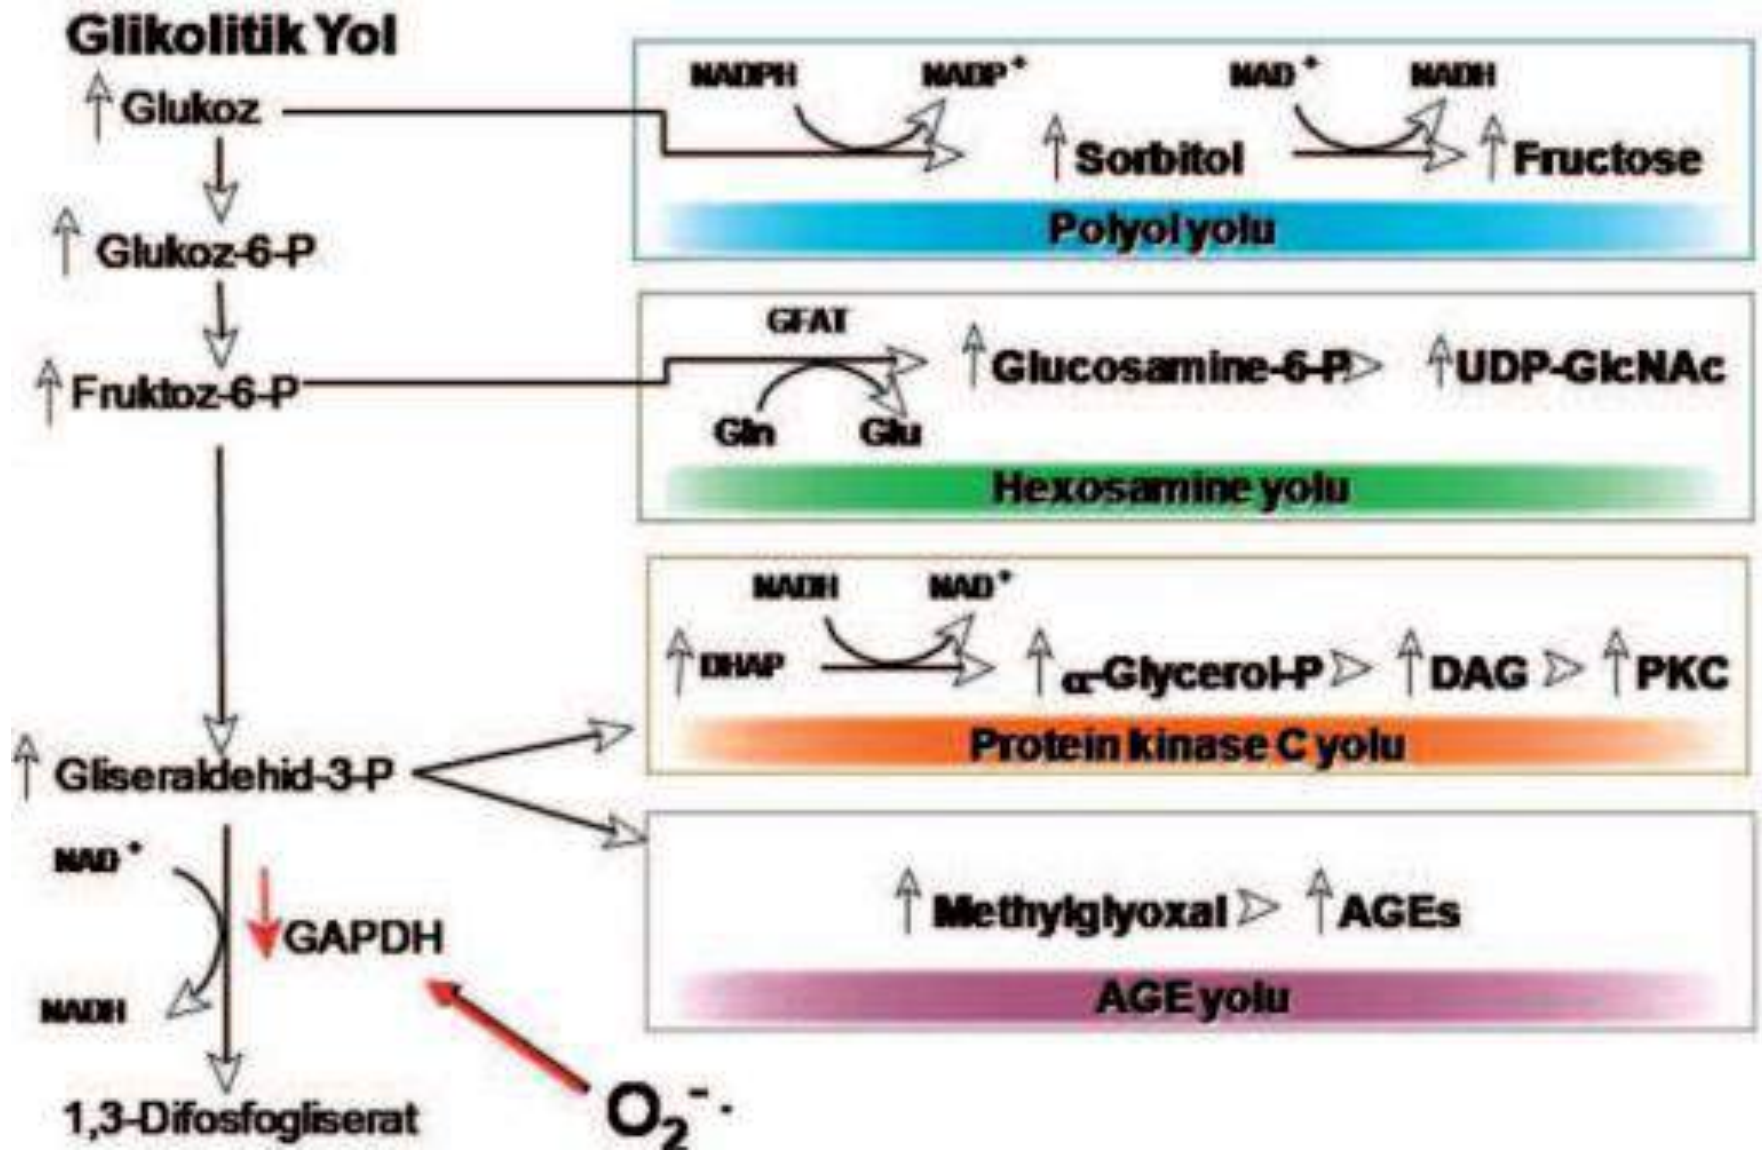 Glikolitik Yol
Glukoz
Glukoz-6-P
Fruktoz-6-P
Gliseraldehid-3-P
NAD+
GAPDH
NADH
1,3-Difosfogliserat
O2-·
NADPH NADP+ NAD+ NADH
Sorbitol Fructose
Polyol yolu
GFAT
Glucosamine-6-P UDP-GlcNAc
Gln Glu
Hexosamine yolu
NADH NAD+
DHAP α-Glycerol-P DAG PKC
Protein kinase C yolu
Methylglyoxal AGEs
AGE yolu